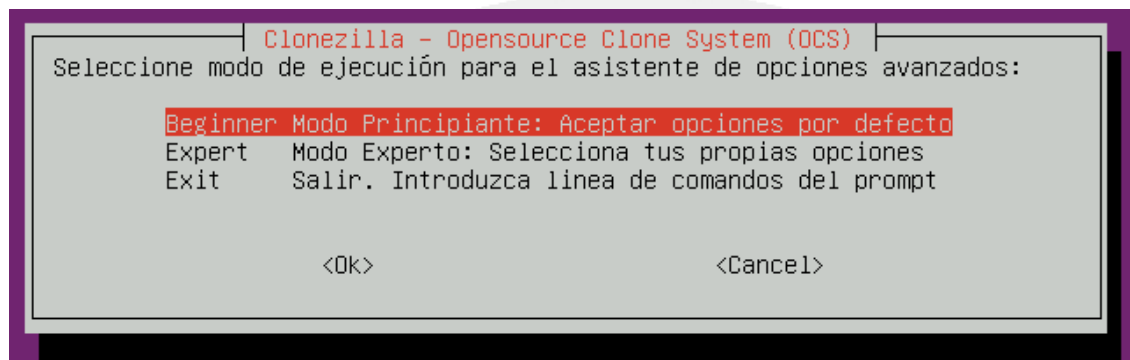 Clonezilla - Opensource Clone System (OCS)
Seleccione modo de ejecución para el asistente de opciones avanzados:
Beginner Modo Principiante: Aceptar opciones por defecto
Expert Modo Experto: Selecciona tus propias opciones
Exit Salir. Introduzca linea de comandos del prompt
<Ok> <Cancel>